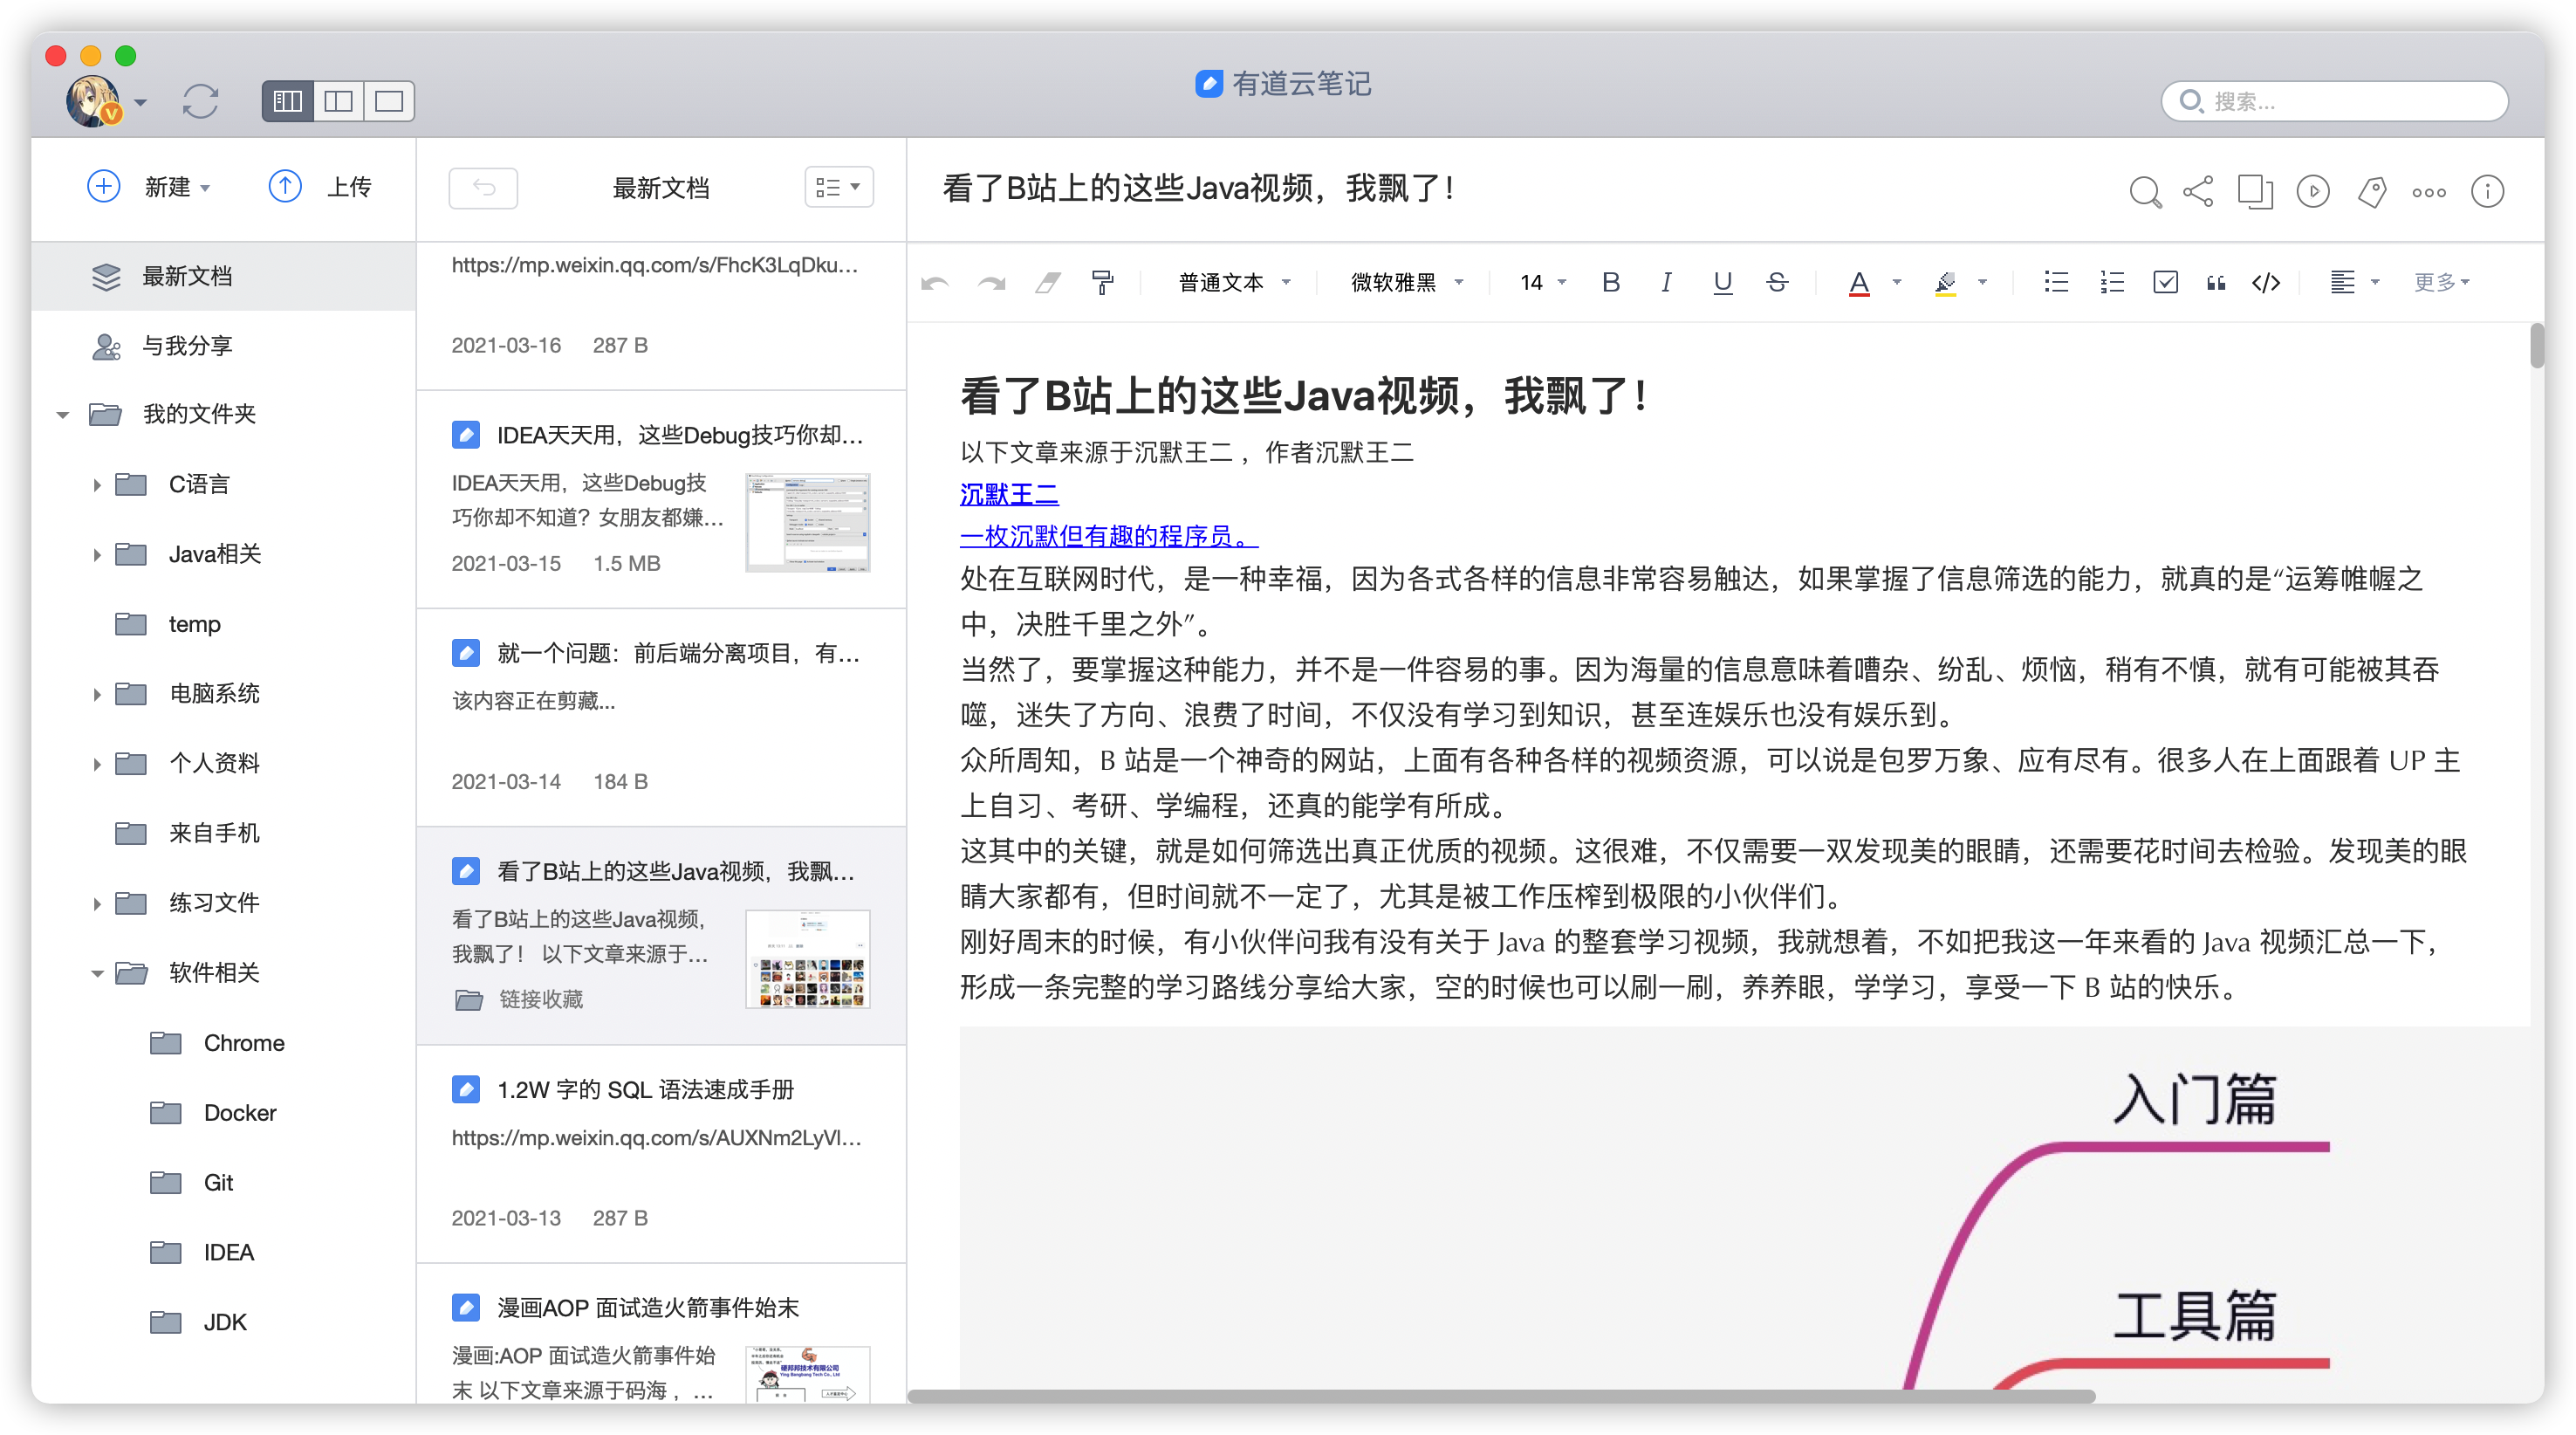 有道云笔记
搜索...
新建
上传
最新文档
与我分享
我的文件夹
C语言
Java相关
temp
电脑系统
个人资料
来自手机
练习文件
软件相关
Chrome
Docker
Git
IDEA
JDK
最新文档
https://mp.weixin.qq.com/s/FhcK3LqDku...
2021-03-16 287 B
IDEA天天用，这些Debug技巧你却...
IDEA天天用，这些Debug技
巧你却不知道？女朋友都嫌...
2021-03-15 1.5 MB
就一个问题：前后端分离项目，有...
该内容正在剪藏...
2021-03-14 184 B
看了B站上的这些Java视频，我飘...
看了B站上的这些Java视频，
我飘了！ 以下文章来源于...
链接收藏
1.2W 字的 SQL 语法速成手册
https://mp.weixin.qq.com/s/AUXNm2LyVl...
2021-03-13 287 B
漫画AOP 面试造火箭事件始末
漫画:AOP 面试造火箭事件始
末 以下文章来源于码海 ，...
硬邦邦技术有限公司
Ying Bangbang Tech Co., Ltd
看了B站上的这些Java视频，我飘了！
普通文本
微软雅黑
14
B I U S A
更多
看了B站上的这些Java视频，我飘了！
以下文章来源于沉默王二 ，作者沉默王二
沉默王二
一枚沉默但有趣的程序员。
处在互联网时代，是一种幸福，因为各式各样的信息非常容易触达，如果掌握了信息筛选的能力，就真的是“运筹帷幄之
中，决胜千里之外”。
当然了，要掌握这种能力，并不是一件容易的事。因为海量的信息意味着嘈杂、纷乱、烦恼，稍有不慎，就有可能被其吞
噬，迷失了方向、浪费了时间，不仅没有学习到知识，甚至连娱乐也没有娱乐到。
众所周知，B 站是一个神奇的网站，上面有各种各样的视频资源，可以说是包罗万象、应有尽有。很多人在上面跟着 UP 主
上自习、考研、学编程，还真的能学有所成。
这其中的关键，就是如何筛选出真正优质的视频。这很难，不仅需要一双发现美的眼睛，还需要花时间去检验。发现美的眼
睛大家都有，但时间就不一定了，尤其是被工作压榨到极限的小伙伴们。
刚好周末的时候，有小伙伴问我有没有关于 Java 的整套学习视频，我就想着，不如把我这一年来看的 Java 视频汇总一下，
形成一条完整的学习路线分享给大家，空的时候也可以刷一刷，养养眼，学学习，享受一下 B 站的快乐。
入门篇
工具篇